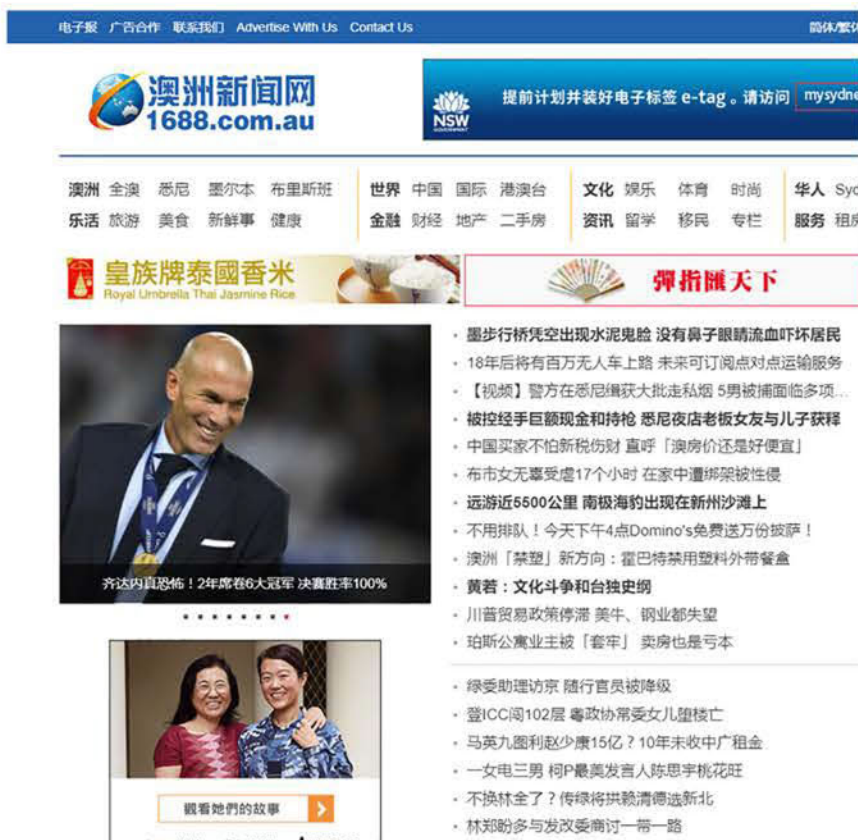 电子报 广告合作 联系我们 Advertise With Us Contact Us 简体/繁体
澳洲新闻网
1688.com.au
NSW
GOVERNMENT
提前计划并装好电子标签 e-tag。请访问 mysydne
澳洲 全澳 悉尼 墨尔本 布里斯班 世界 中国 国际 港澳台 文化 娱乐 体育 时尚 华人 Syd
乐活 旅游 美食 新鲜事 健康 金融 财经 地产 二手房 资讯 留学 移民 专栏 服务 租房
皇族牌泰國香米
Royal Umbrella Thai Jasmine Rice
彈指匯天下
墨步行桥凭空出现水泥鬼脸 没有鼻子眼睛流血吓坏居民
18年后将有百万无人车上路 未来可订阅点对点运输服务
【视频】警方在悉尼缉获大批走私烟 5男被捕面临多项...
被控经手巨额现金和持枪 悉尼夜店老板女友与儿子获释
中国买家不怕新税伤财 直呼「澳房价还是好便宜」
布市女无辜受虐17个小时 在家中遭绑架被性侵
远游近5500公里 南极海豹出现在新州沙滩上
不用排队！今天下午4点Domino's免费送万份披萨！
澳洲「禁塑」新方向：霍巴特禁用塑料外带餐盒
黄若：文化斗争和台独史纲
川普贸易政策停滞 美牛、钢业都失望
珀斯公寓业主被「套牢」 卖房也是亏本
齐达内真恐怖！2年席卷6大冠军 决赛胜率100%
绿委助理访京 随行官员被降级
登ICC闯102层 粤政协常委女儿堕楼亡
马英九图利赵少康15亿？10年未收中广租金
一女电三男 柯P最美发言人陈思宇桃花旺
不换林全了？传绿将拱赖清德选新北
林郑盼多与发改委商讨一带一路
觀看她們的故事